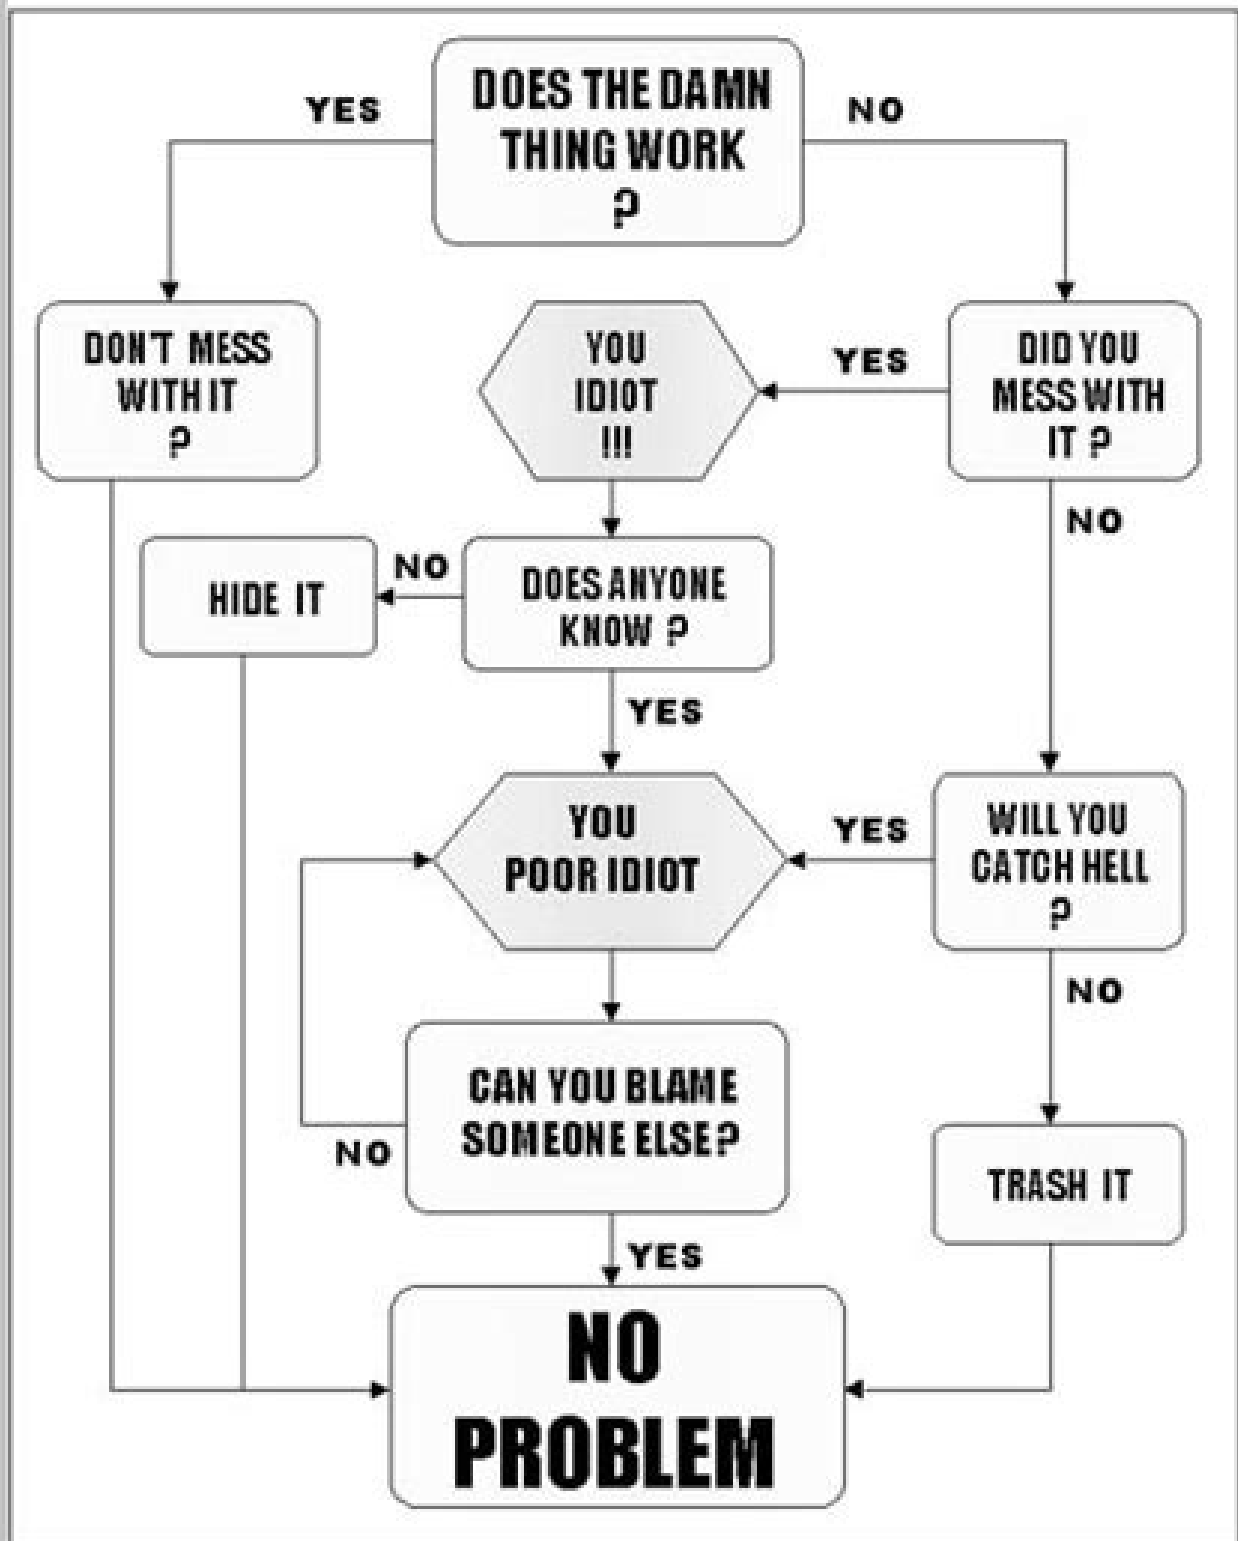 DOES THE DAMN
THING WORK
?
YES
NO
DON'T MESS
WITH IT
?
YOU
IDIOT
!!!
YES
DID YOU
MESS WITH
IT ?
NO
HIDE IT
NO
DOES ANYONE
KNOW ?
YES
YOU
POOR IDIOT
YES
WILL YOU
CATCH HELL
?
NO
CAN YOU BLAME
SOMEONE ELSE?
NO
TRASH IT
YES
NO
PROBLEM